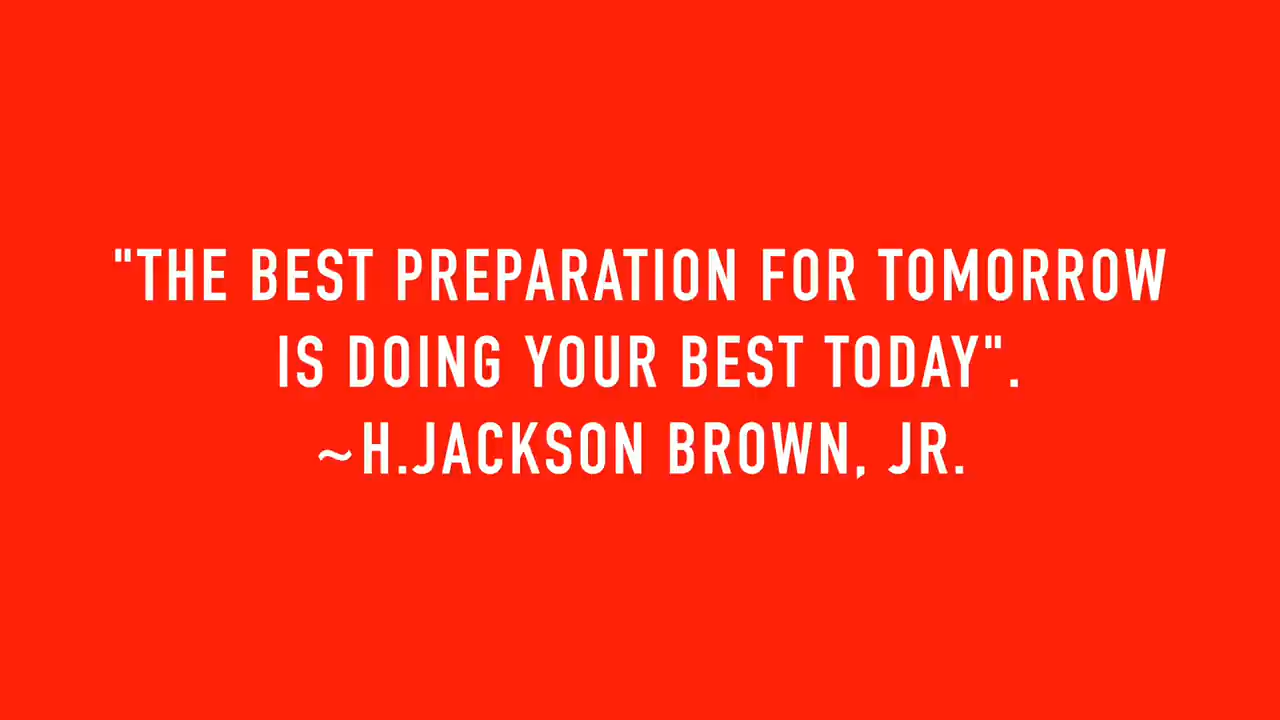 "THE BEST PREPARATION FOR TOMORROW
IS DOING YOUR BEST TODAY".
~H.JACKSON BROWN, JR.